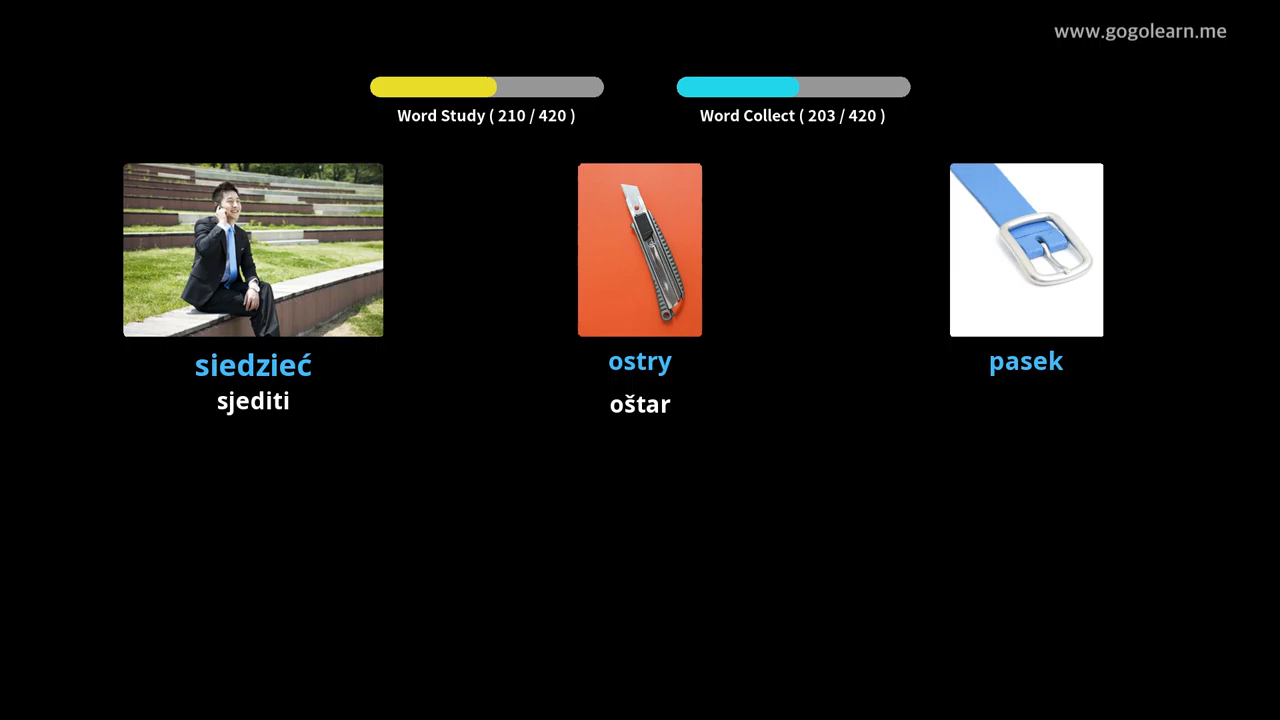 www.gogolearn.me
Word Study ( 210 / 420 )
Word Collect ( 203 / 420 )
siedzieć
sjediti
ostry
oštar
pasek